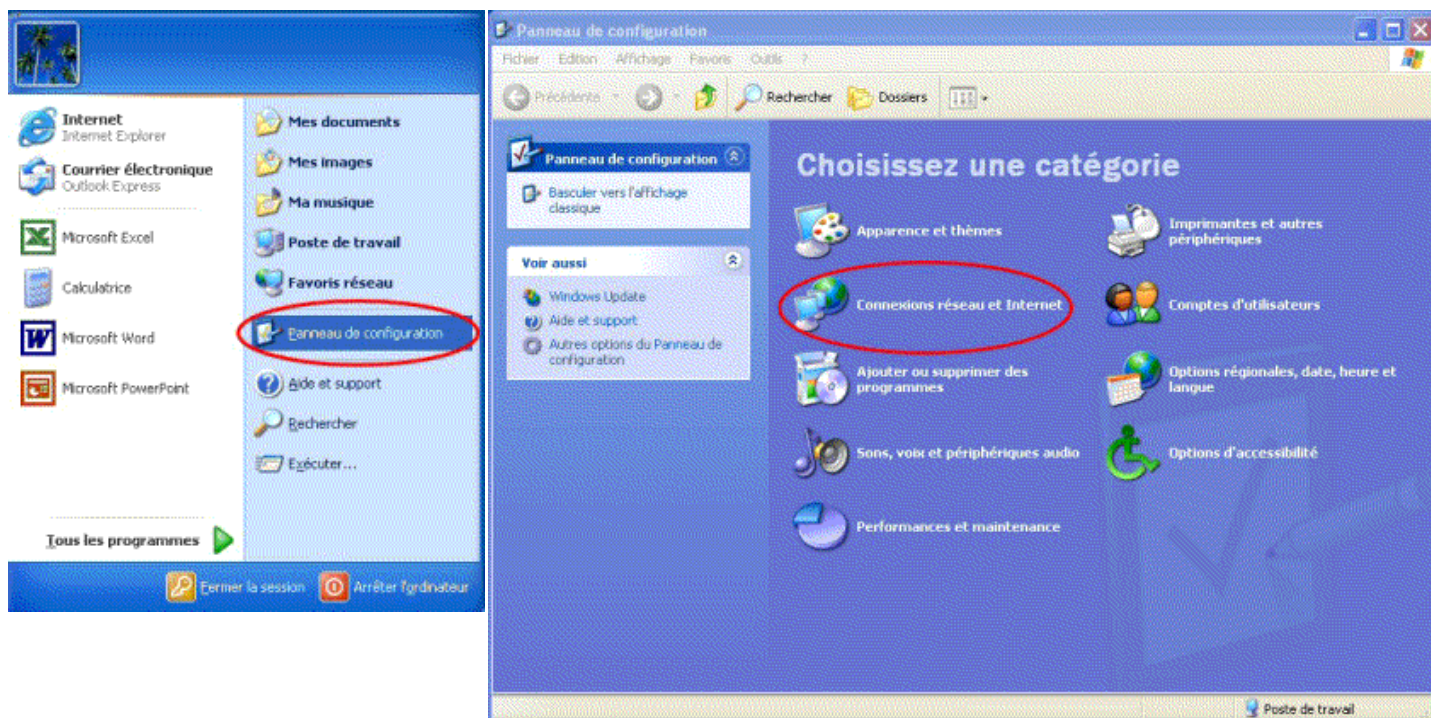 Internet
Internet Explorer
Courrier électronique
Outlook Express
Microsoft Excel
Calculatrice
Microsoft Word
Microsoft PowerPoint
Tous les programmes
Mes documents
Mes images
Ma musique
Poste de travail
Favoris réseau
Panneau de configuration
Aide et support
Rechercher
Exécuter...
Fermer la session
Arrêter l'ordinateur
Panneau de configuration
Fichier Edition Affichage Favoris Outils ?
Précédente Rechercher Dossiers
Panneau de configuration
Basculer vers l'affichage
classique
Voir aussi
Windows Update
Aide et support
Autres options du Panneau de
configuration
Choisissez une catégorie
Apparence et thèmes
Imprimantes et autres
périphériques
Connexions réseau et Internet
Comptes d'utilisateurs
Ajouter ou supprimer des
programmes
Options régionales, date, heure et
langue
Sons, voix et périphériques audio
Options d'accessibilité
Performances et maintenance
Poste de travail